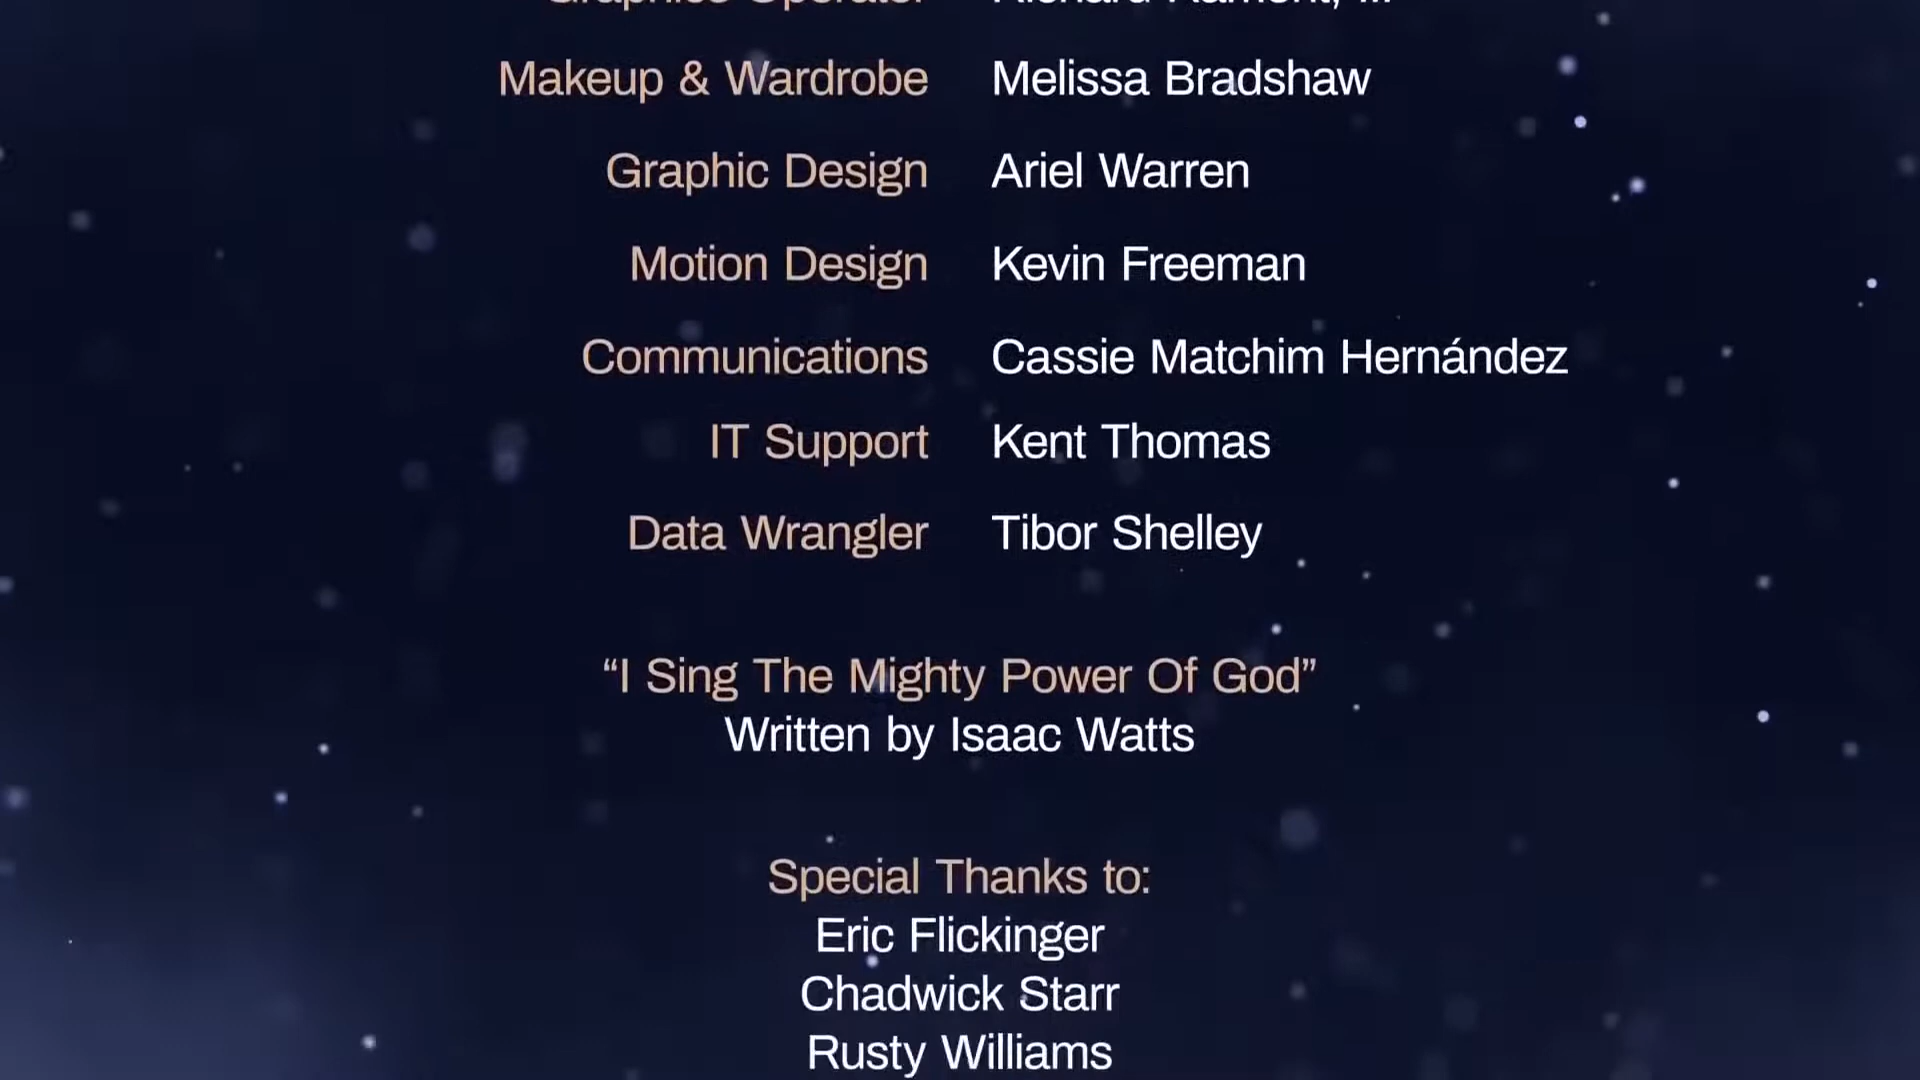 Graphics Operator
Makeup & Wardrobe Melissa Bradshaw
Graphic Design Ariel Warren
Motion Design Kevin Freeman
Communications Cassie Matchim Hernández
IT Support Kent Thomas
Data Wrangler Tibor Shelley
“I Sing The Mighty Power Of God”
Written by Isaac Watts
Special Thanks to:
Eric Flickinger
Chadwick Starr
Rusty Williams